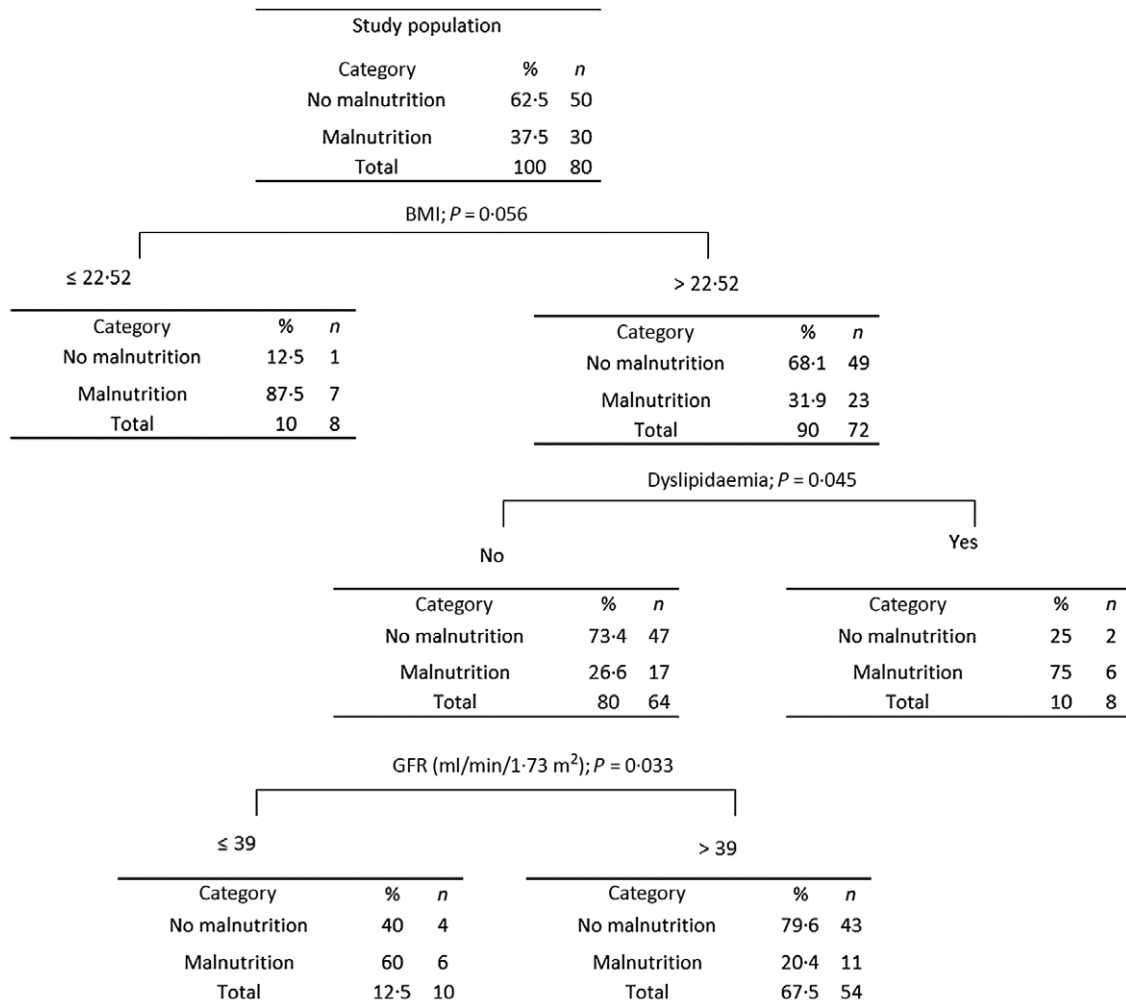 Study population
Category % n
No malnutrition 62·5 50
Malnutrition 37·5 30
Total 100 80
BMI; P = 0·056
≤ 22·52
Category % n
No malnutrition 12·5 1
Malnutrition 87·5 7
Total 10 8
> 22·52
Category % n
No malnutrition 68·1 49
Malnutrition 31·9 23
Total 90 72
Dyslipidaemia; P = 0·045
No
Category % n
No malnutrition 73·4 47
Malnutrition 26·6 17
Total 80 64
Yes
Category % n
No malnutrition 25 2
Malnutrition 75 6
Total 10 8
GFR (ml/min/1·73 m²); P = 0·033
≤ 39
Category % n
No malnutrition 40 4
Malnutrition 60 6
Total 12·5 10
> 39
Category % n
No malnutrition 79·6 43
Malnutrition 20·4 11
Total 67·5 54